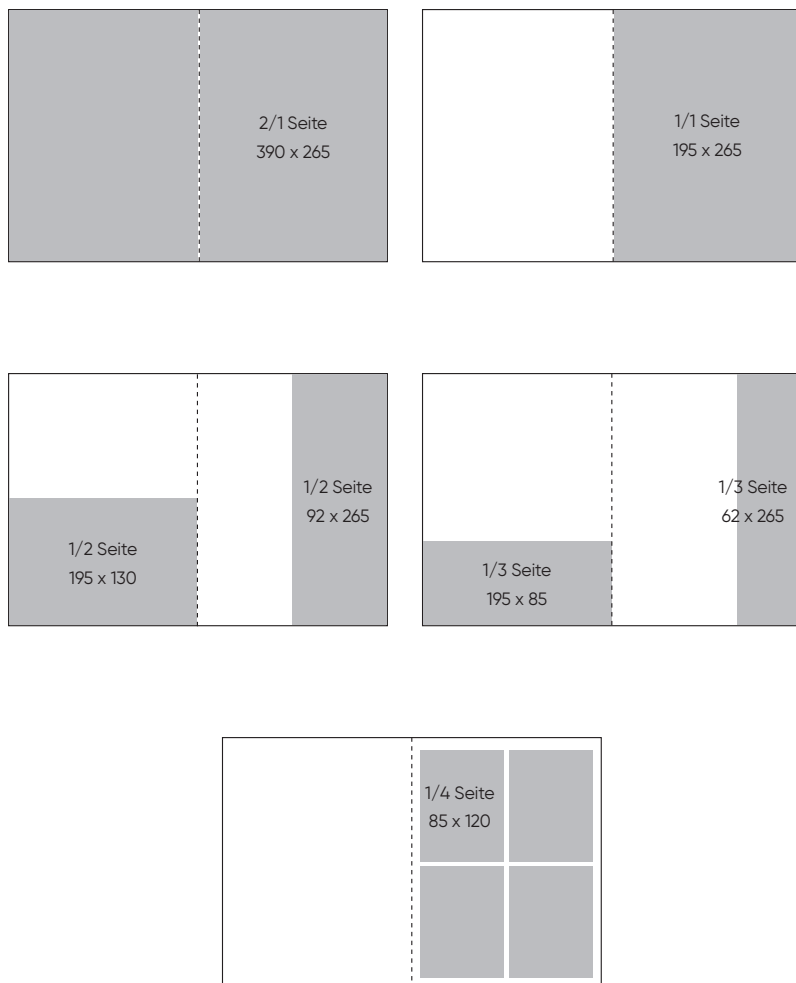 2/1 Seite
390 x 265
1/1 Seite
195 x 265
1/2 Seite
195 x 130
1/2 Seite
92 x 265
1/3 Seite
195 x 85
1/3 Seite
62 x 265
1/4 Seite
85 x 120